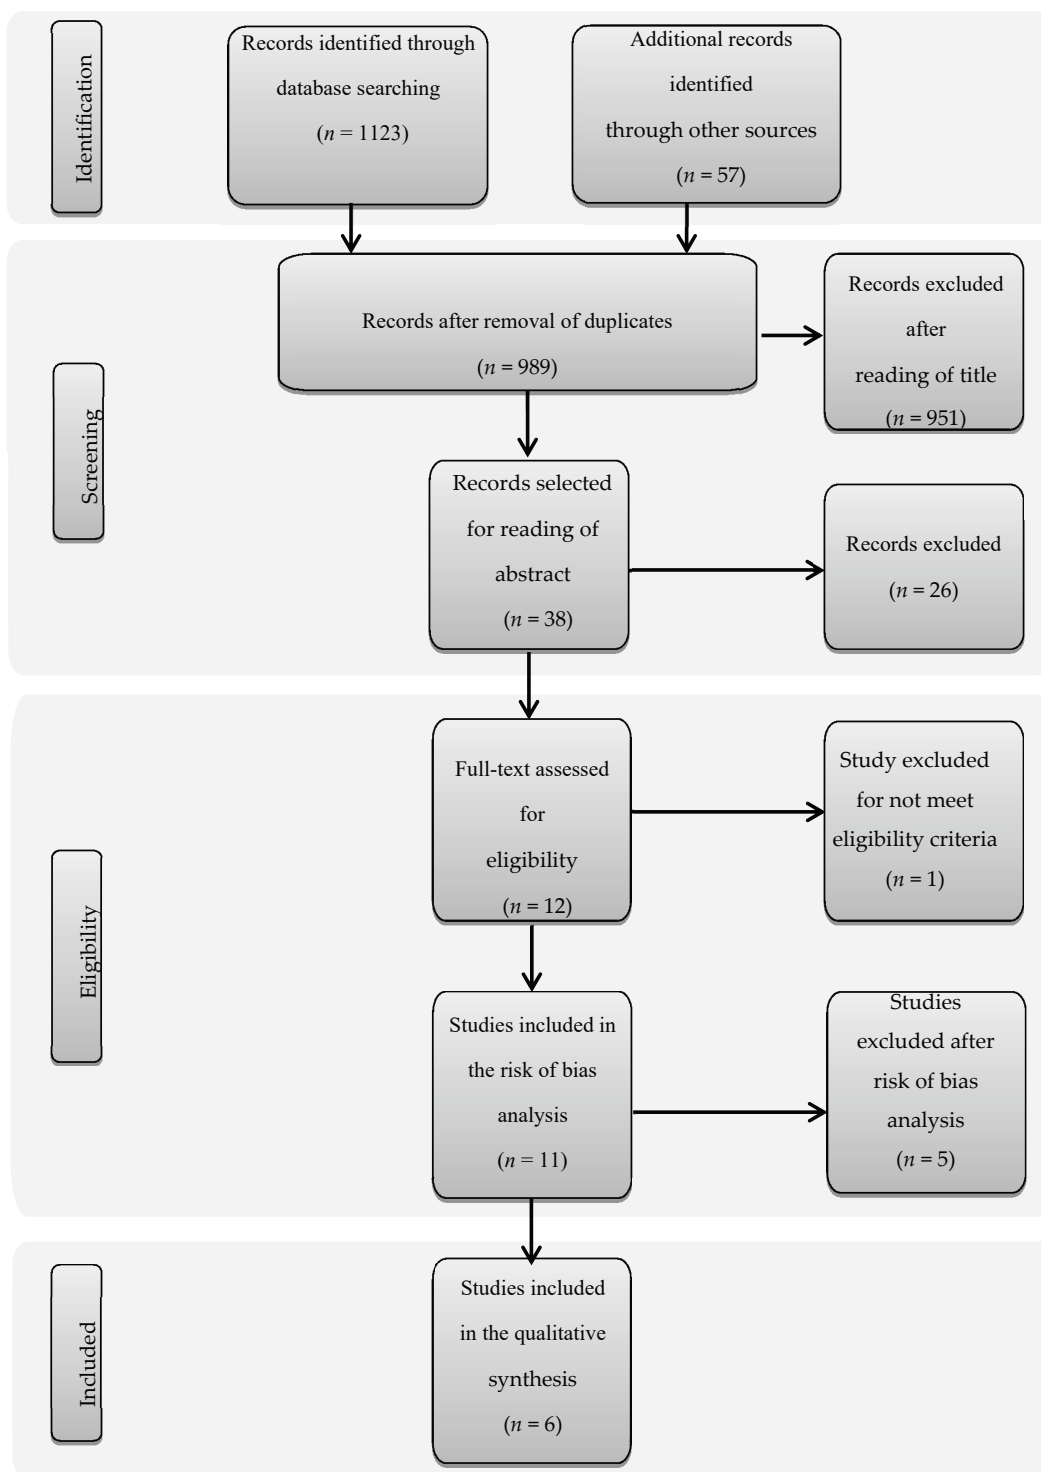 Identification
Records identified through
database searching
(n = 1123)
Additional records
identified
through other sources
(n = 57)
Screening
Records after removal of duplicates
(n = 989)
Records excluded
after
reading of title
(n = 951)
Records selected
for reading of
abstract
(n = 38)
Records excluded
(n = 26)
Eligibility
Full-text assessed
for
eligibility
(n = 12)
Study excluded
for not meet
eligibility criteria
(n = 1)
Studies included in
the risk of bias
analysis
(n = 11)
Studies
excluded after
risk of bias
analysis
(n = 5)
Included
Studies included
in the qualitative
synthesis
(n = 6)